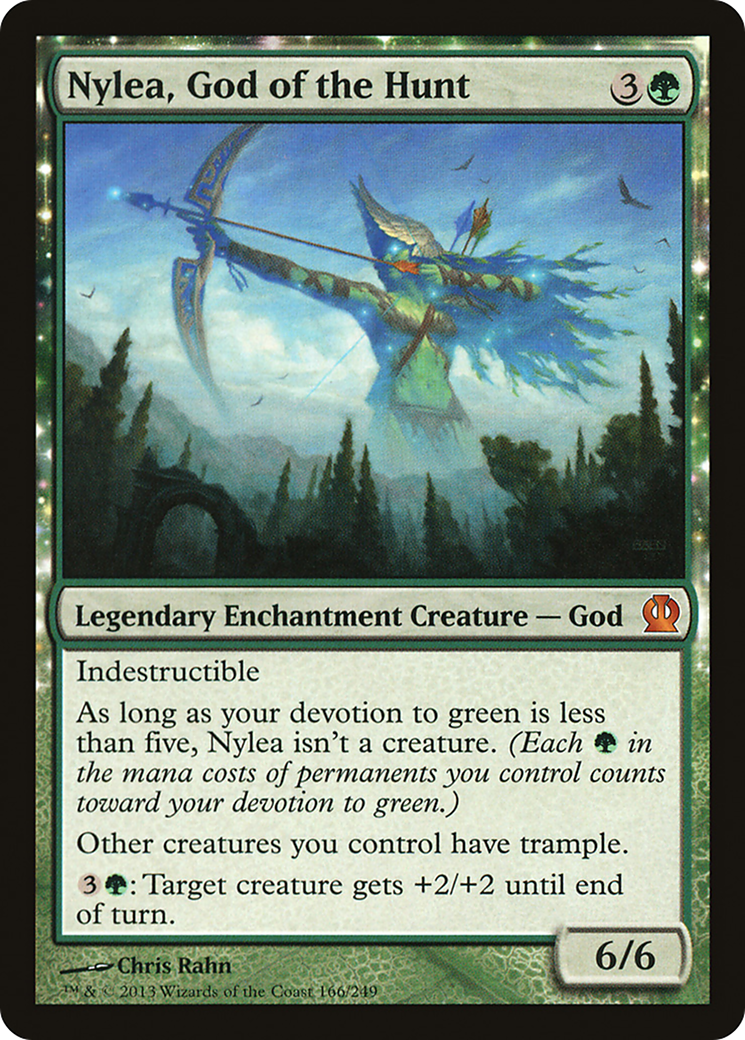 Nylea, God of the Hunt 3
Legendary Enchantment Creature — God
Indestructible
As long as your devotion to green is less
than five, Nylea isn't a creature. (Each in
the mana costs of permanents you control counts
toward your devotion to green.)
Other creatures you control have trample.
3 : Target creature gets +2/+2 until end
of turn.
6/6
Chris Rahn
™ & © 2013 Wizards of the Coast 166/249